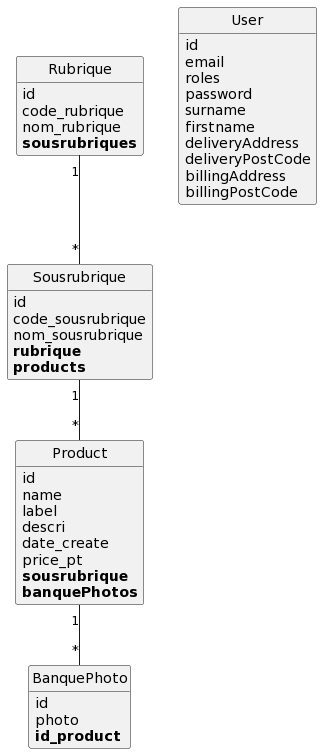 User
id
email
roles
password
surname
firstname
deliveryAddress
deliveryPostCode
billingAddress
billingPostCode
Rubrique
id
code_rubrique
nom_rubrique
sousrubriques
1
*
Sousrubrique
id
code_sousrubrique
nom_sousrubrique
rubrique
products
1
*
Product
id
name
label
descri
date_create
price_pt
sousrubrique
banquePhotos
1
*
BanquePhoto
id
photo
id_product